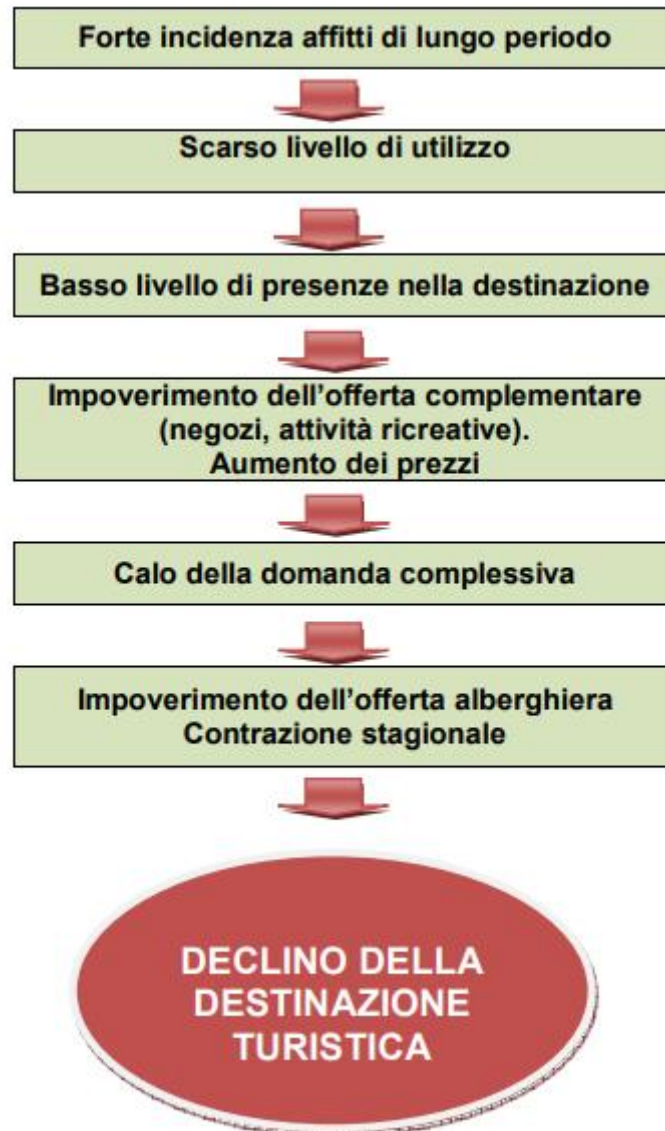 Forte incidenza affitti di lungo periodo
Scarso livello di utilizzo
Basso livello di presenze nella destinazione
Impoverimento dell’offerta complementare
(negozi, attività ricreative).
Aumento dei prezzi
Calo della domanda complessiva
Impoverimento dell’offerta alberghiera
Contrazione stagionale
DECLINO DELLA
DESTINAZIONE
TURISTICA